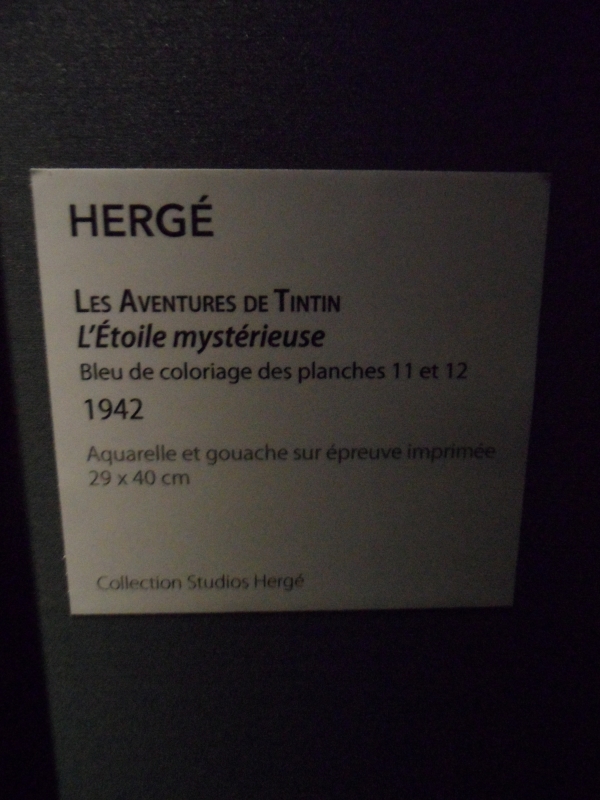 HERGÉ
LES AVENTURES DE TINTIN
L'Étoile mystérieuse
Bleu de coloriage des planches 11 et 12
1942
Aquarelle et gouache sur épreuve imprimée
29 x 40 cm
Collection Studios Hergé